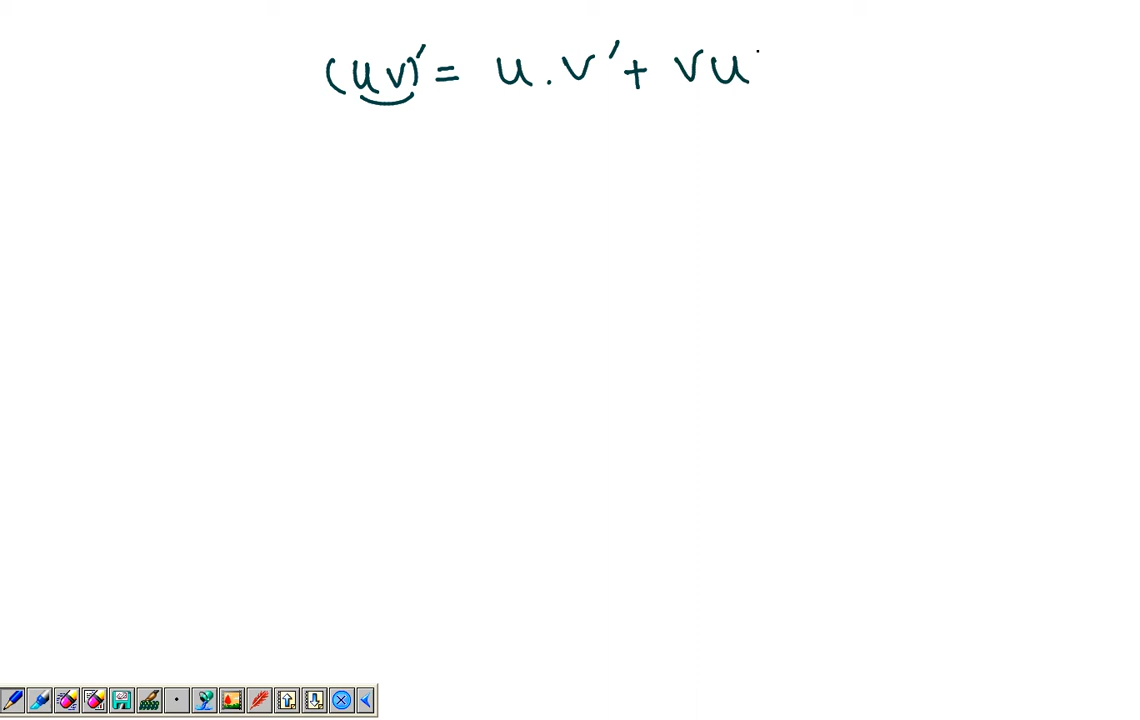 (uv)′ = u . v′ + vu